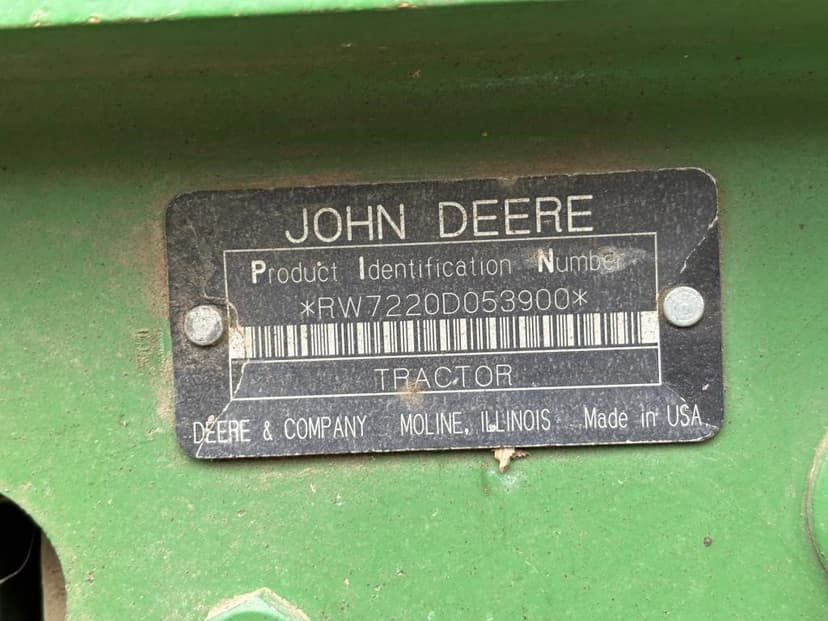 JOHN DEERE
Product Identification Number
*RW7220D053900*
TRACTOR
DEERE & COMPANY MOLINE, ILLINOIS Made in USA